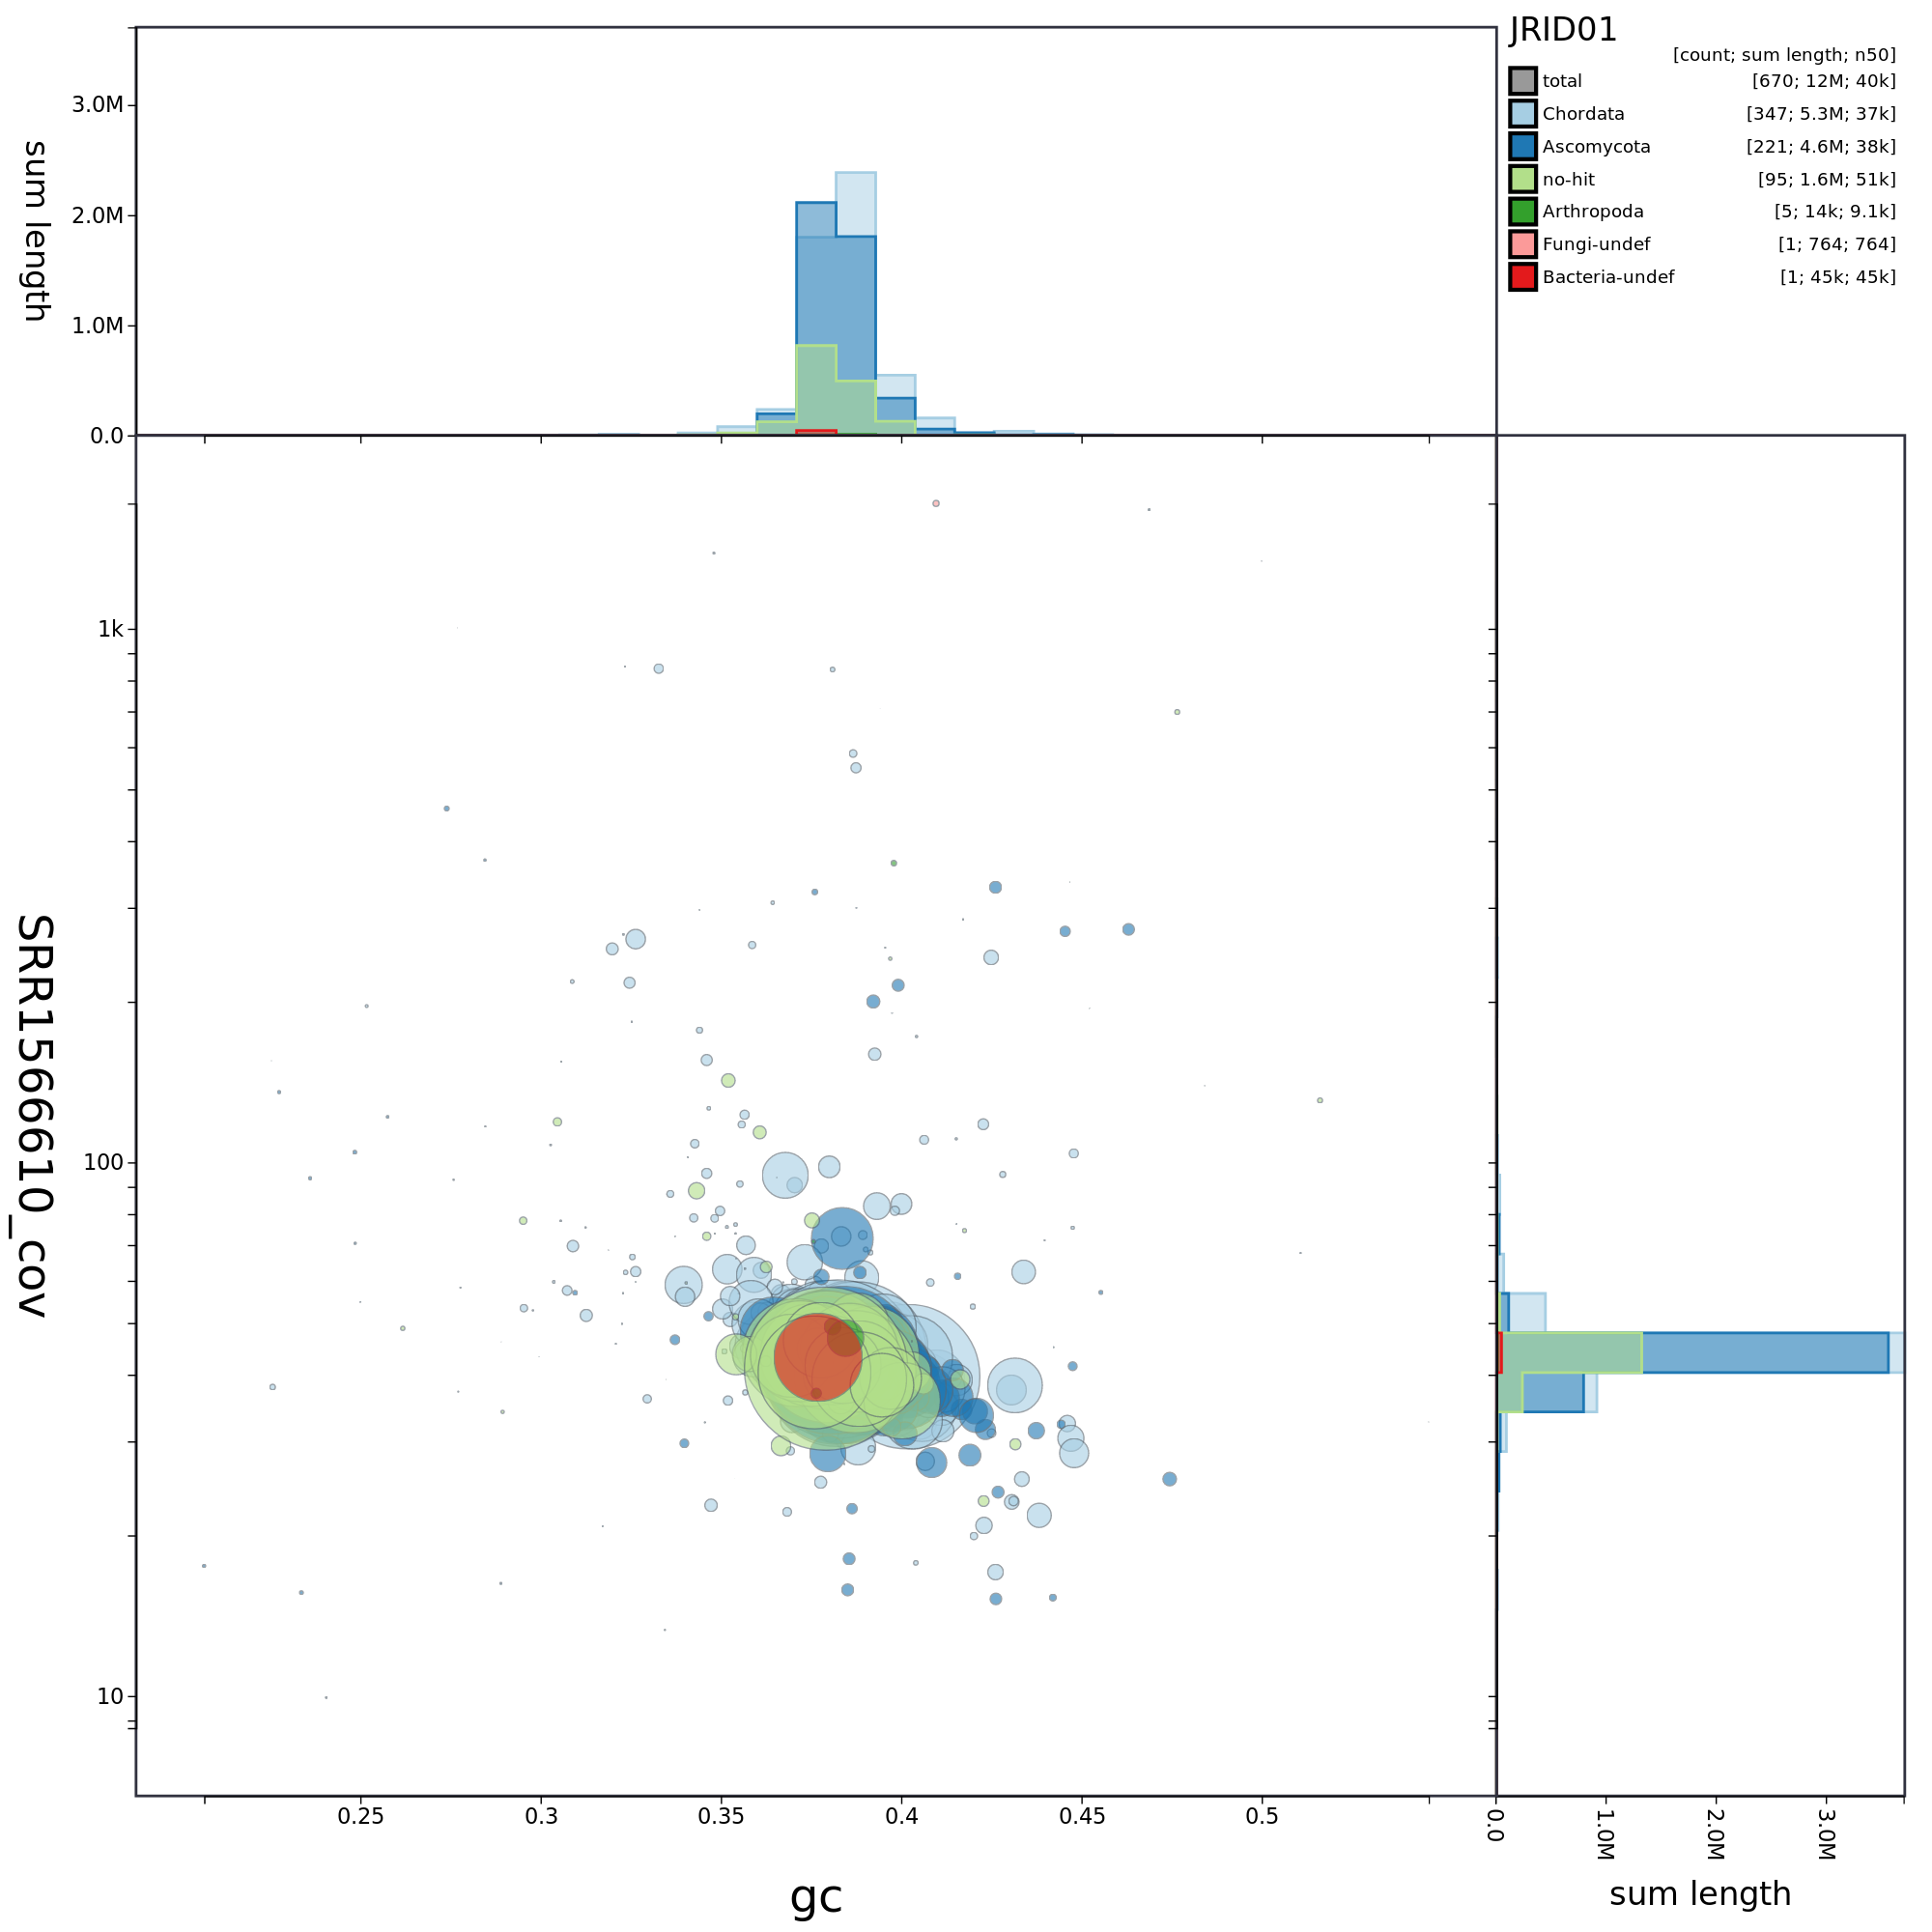 JRID01
[count; sum length; n50]
total [670; 12M; 40k]
Chordata [347; 5.3M; 37k]
Ascomycota [221; 4.6M; 38k]
no-hit [95; 1.6M; 51k]
Arthropoda [5; 14k; 9.1k]
Fungi-undef [1; 764; 764]
Bacteria-undef [1; 45k; 45k]
sum length
3.0M
2.0M
1.0M
0.0
SRR1566610_cov
1k
100
10
0.25 0.3 0.35 0.4 0.45 0.5
gc
0.0 1.0M 2.0M 3.0M
sum length